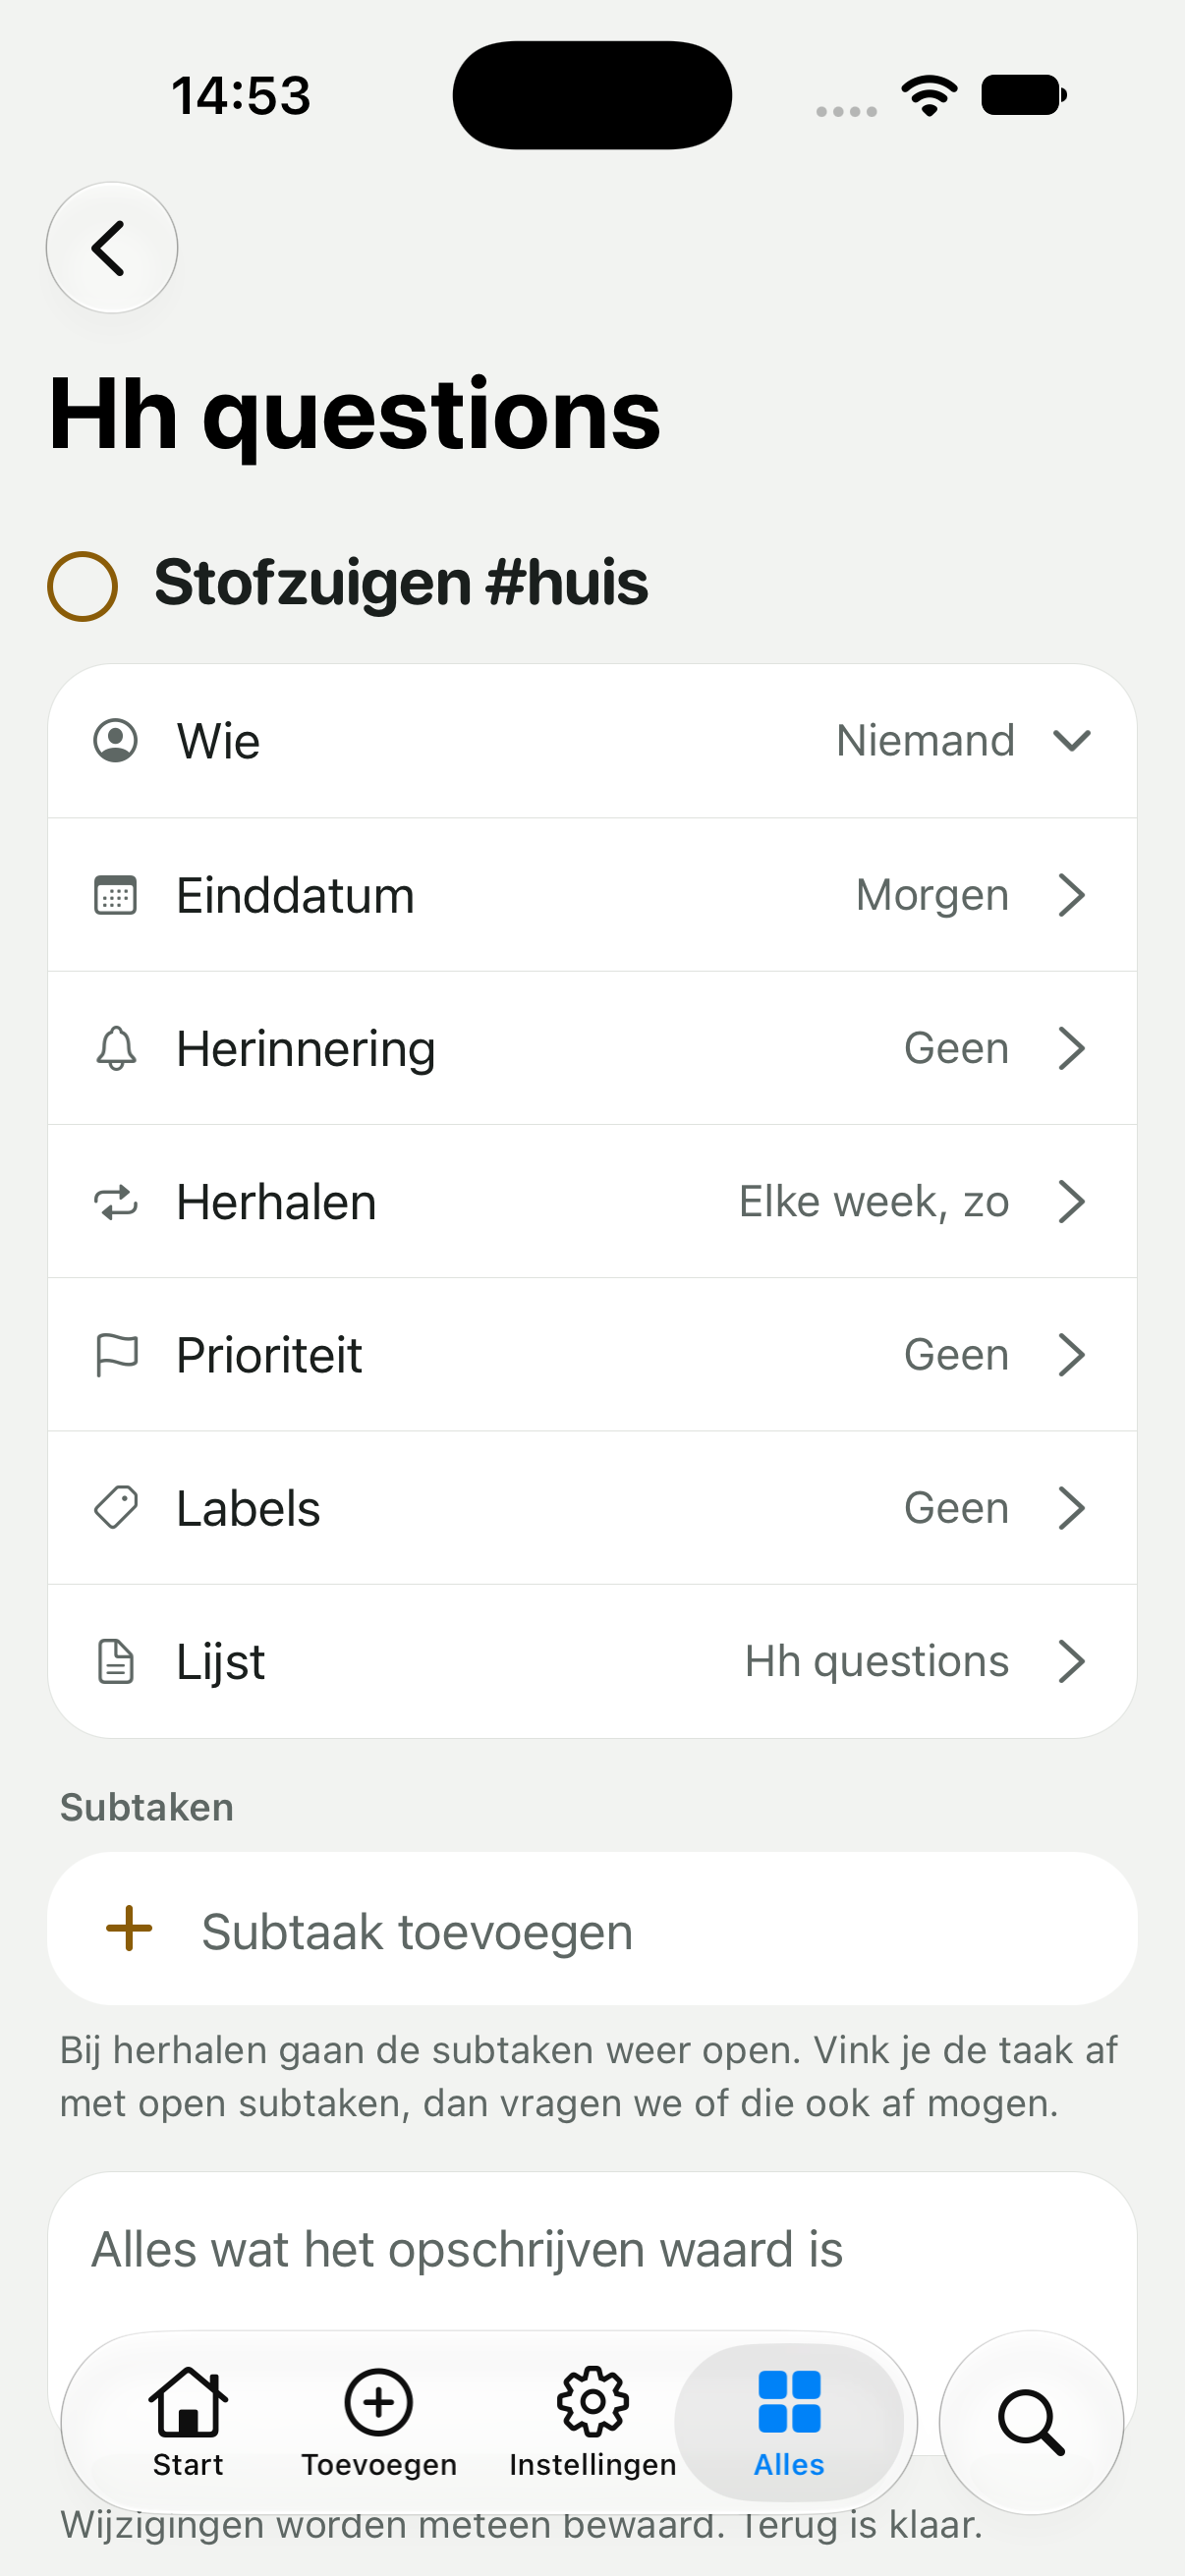 14:53
Hh questions
Stofzuigen #huis
Wie Niemand
Einddatum Morgen
Herinnering Geen
Herhalen Elke week, zo
Prioriteit Geen
Labels Geen
Lijst Hh questions
Subtaken
Subtaak toevoegen
Bij herhalen gaan de subtaken weer open. Vink je de taak af
met open subtaken, dan vragen we of die ook af mogen.
Alles wat het opschrijven waard is
Start Toevoegen Instellingen Alles
Wijzigingen worden meteen bewaard. Terug is klaar.